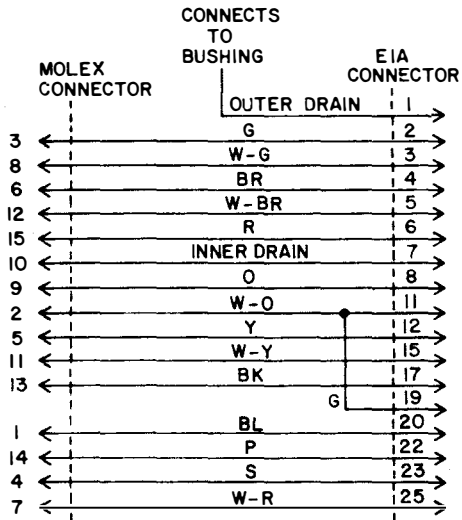 CONNECTS
TO
BUSHING
MOLEX
CONNECTOR
EIA
CONNECTOR
OUTER DRAIN 1
3 G 2
8 W-G 3
6 BR 4
12 W-BR 5
15 R 6
10 INNER DRAIN 7
9 O 8
2 W-O 11
5 Y 12
11 W-Y 15
13 BK 17
G 19
1 BL 20
14 P 22
4 S 23
7 W-R 25